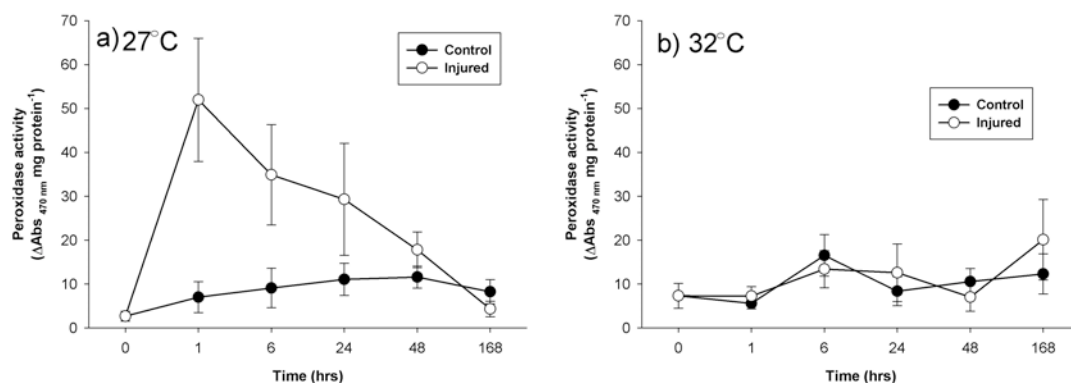 a) 27°C
Control
Injured
Peroxidase activity
(ΔAbs 470 nm mg protein-1)
70
60
50
40
30
20
10
0
0 1 6 24 48 168
Time (hrs)
b) 32°C
Control
Injured
Peroxidase activity
(ΔAbs 470 nm mg protein-1)
70
60
50
40
30
20
10
0
0 1 6 24 48 168
Time (hrs)